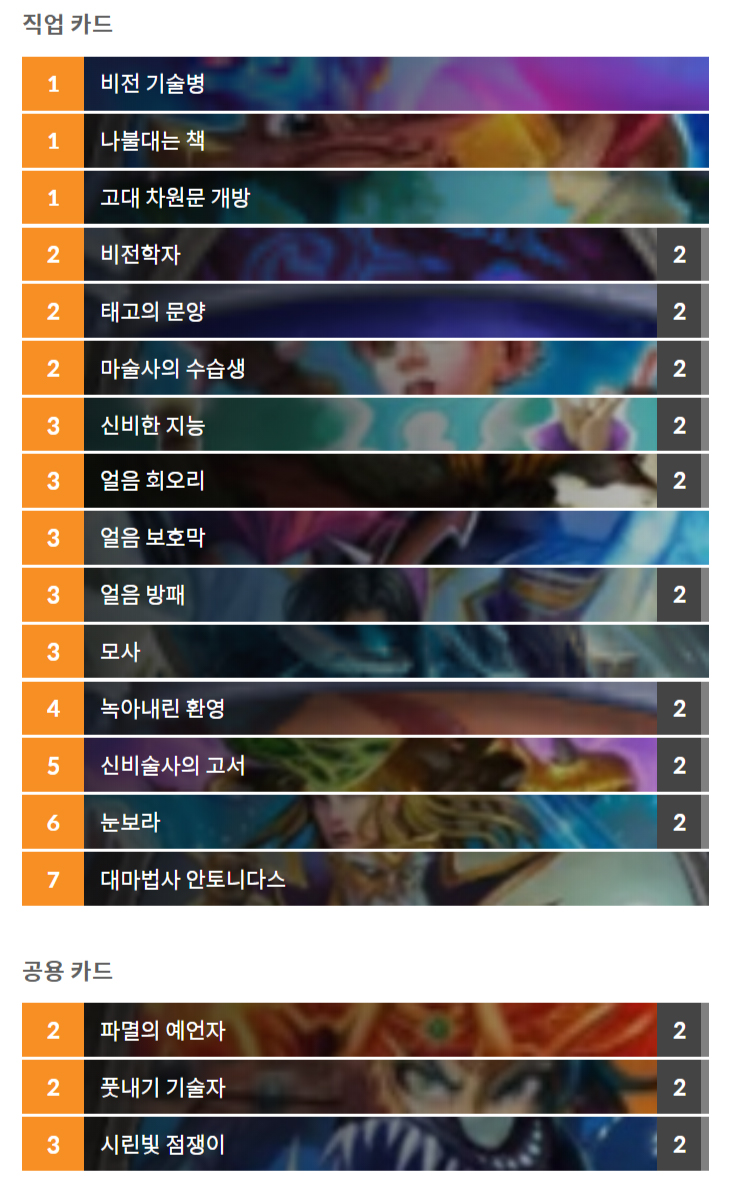 직업 카드
1 비전 기술병
1 나불대는 책
1 고대 차원문 개방
2 비전학자 2
2 태고의 문양 2
2 마술사의 수습생 2
3 신비한 지능 2
3 얼음 회오리 2
3 얼음 보호막
3 얼음 방패 2
3 모사
4 녹아내린 환영 2
5 신비술사의 고서 2
6 눈보라 2
7 대마법사 안토니다스
공용 카드
2 파멸의 예언자 2
2 풋내기 기술자 2
3 시린빛 점쟁이 2